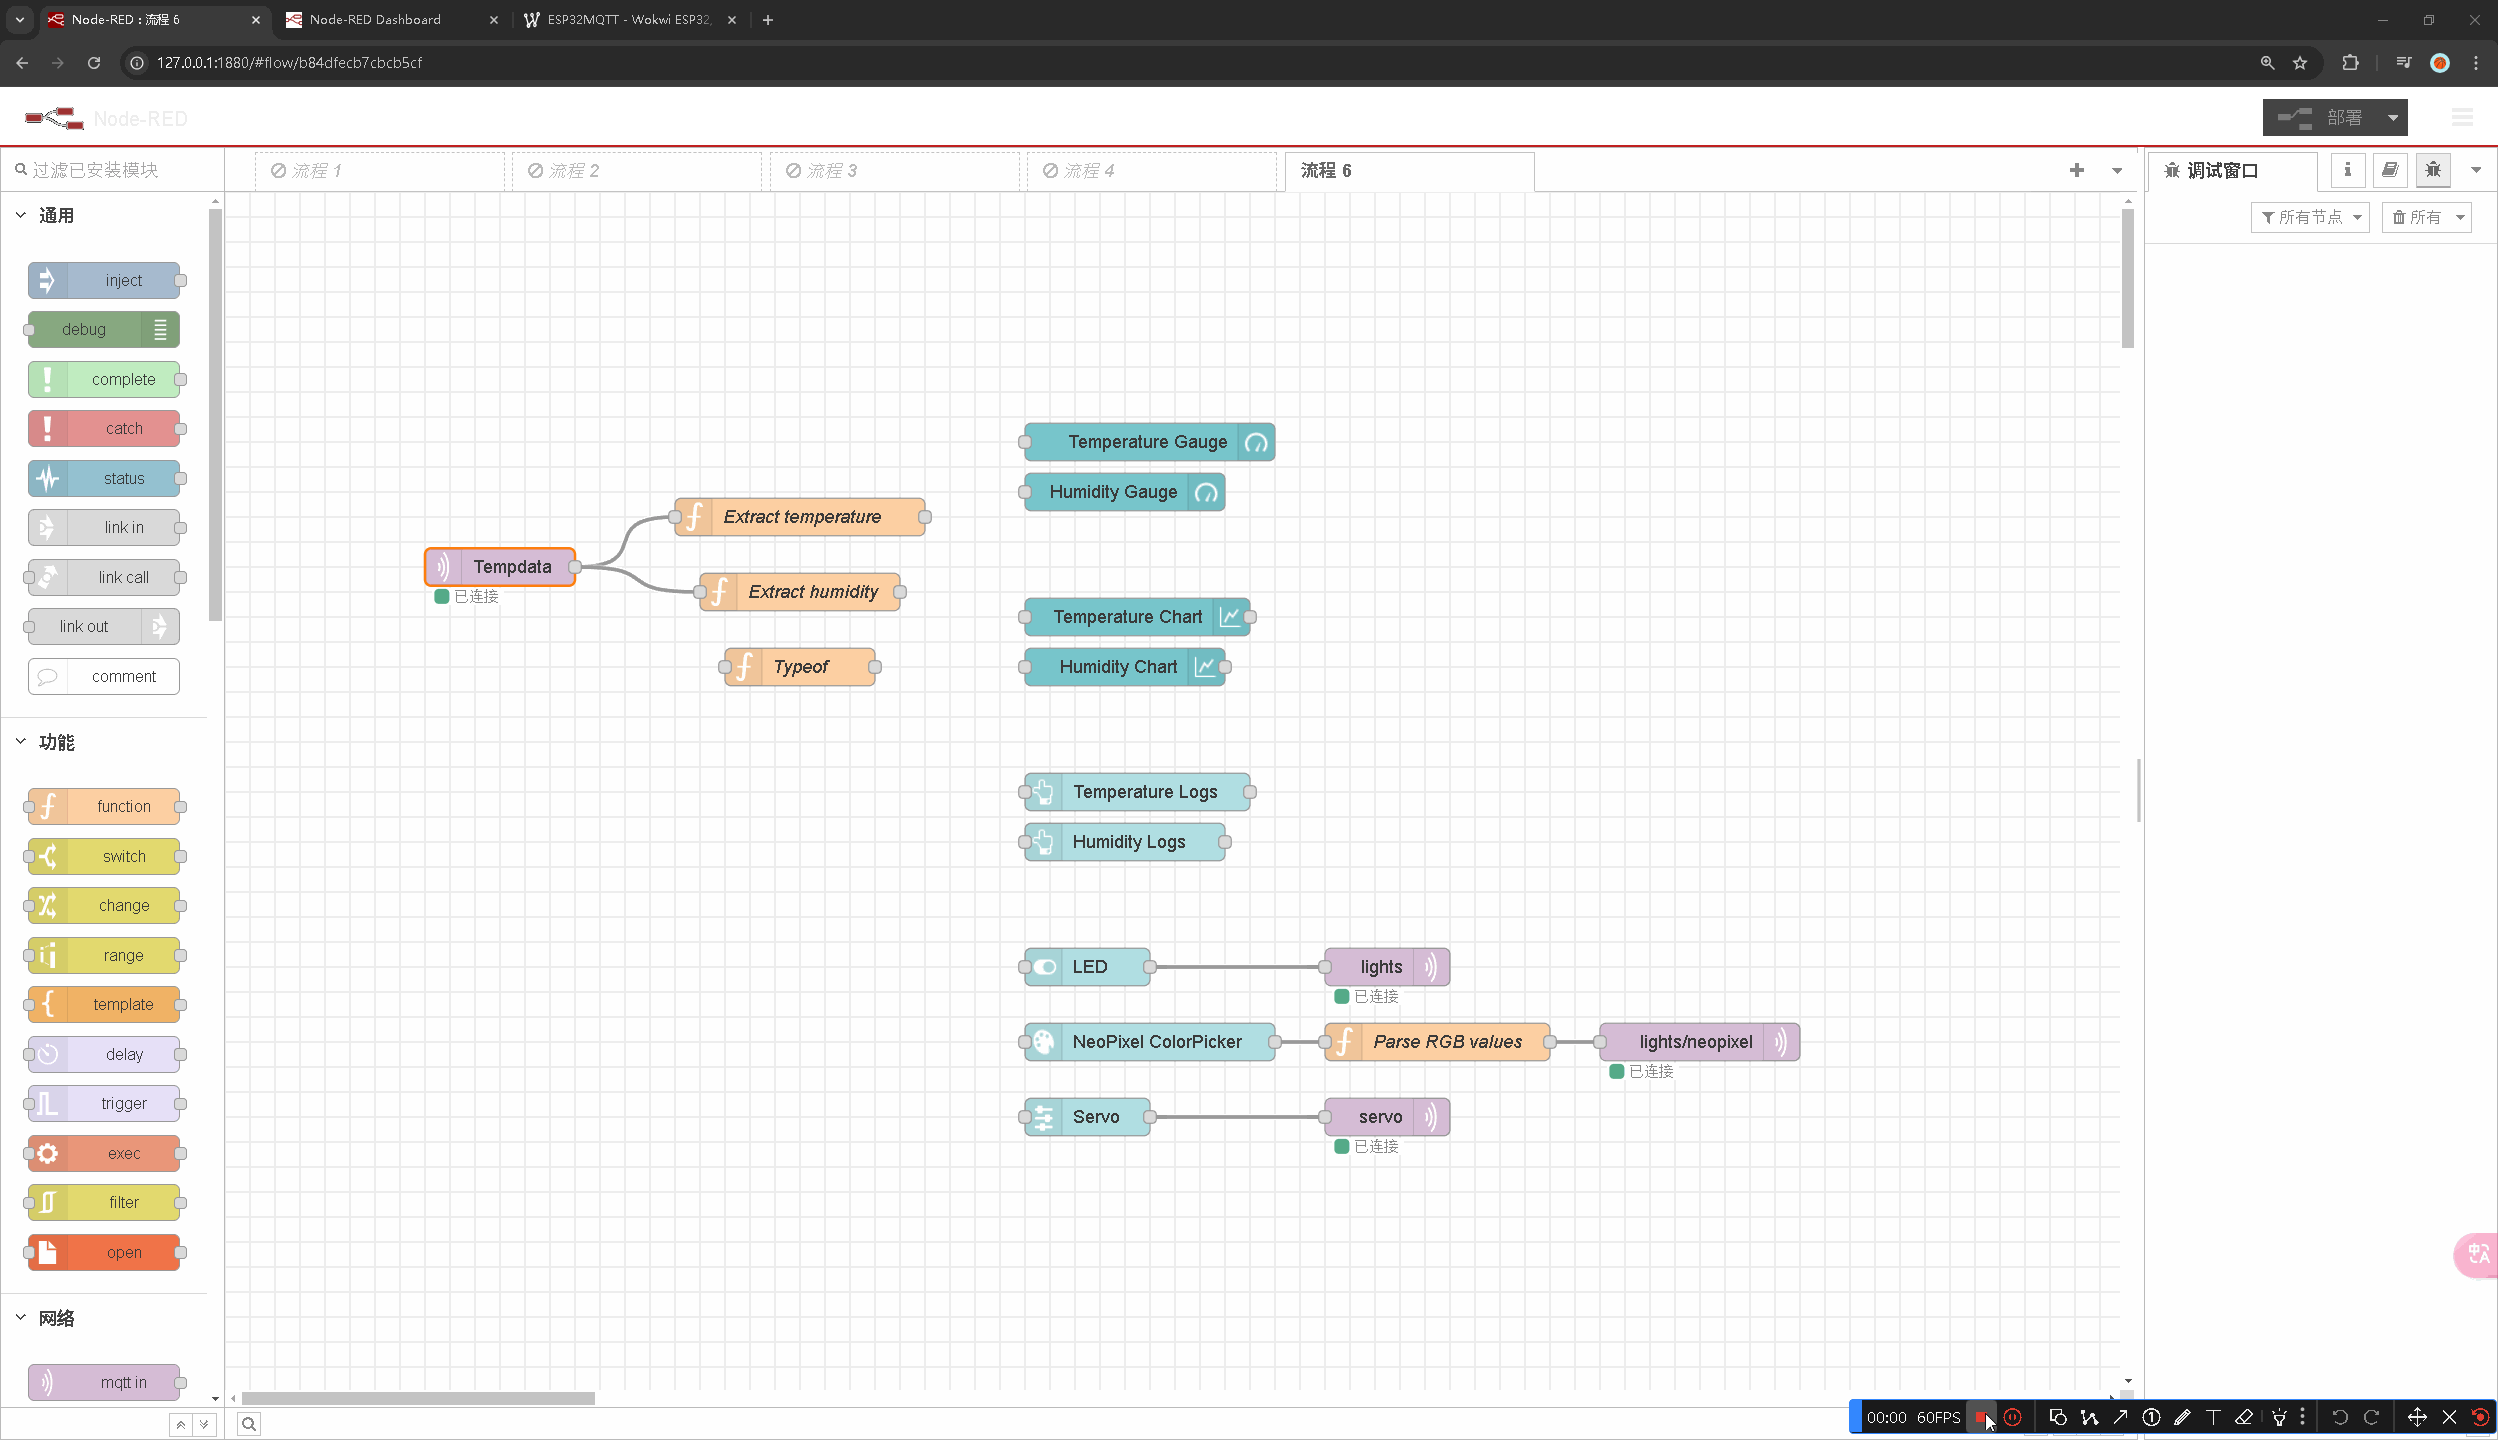 Node-RED : 流程 6
Node-RED Dashboard
ESP32MQTT - Wokwi ESP32,
127.0.0.1:1880/#flow/b84dfecb7cbcb5cf
Node-RED
部署
过滤已安装模块
流程 1
流程 2
流程 3
流程 4
流程 6
调试窗口
所有节点
所有
通用
inject
debug
complete
catch
status
link in
link call
link out
comment
功能
function
switch
change
range
template
delay
trigger
exec
filter
open
网络
mqtt in
Tempdata
已连接
Extract temperature
Extract humidity
Typeof
Temperature Gauge
Humidity Gauge
Temperature Chart
Humidity Chart
Temperature Logs
Humidity Logs
LED
lights
已连接
NeoPixel ColorPicker
Parse RGB values
lights/neopixel
已连接
Servo
servo
已连接
中A
00:00 60FPS